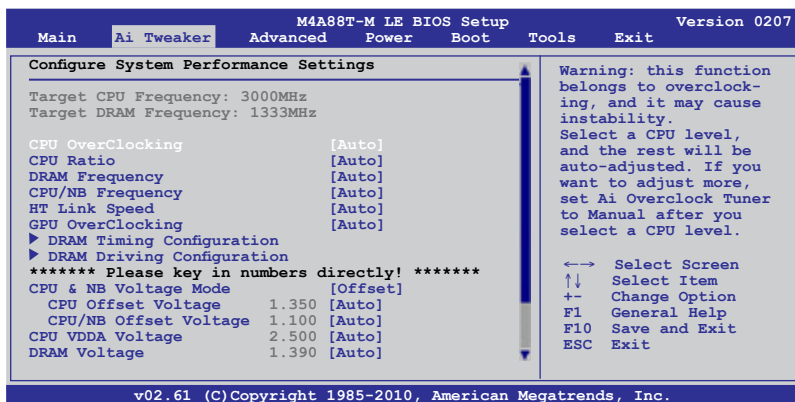 M4A88T-M LE BIOS Setup Version 0207
Main Ai Tweaker Advanced Power Boot Tools Exit
Configure System Performance Settings
Target CPU Frequency: 3000MHz
Target DRAM Frequency: 1333MHz
CPU OverClocking [Auto]
CPU Ratio [Auto]
DRAM Frequency [Auto]
CPU/NB Frequency [Auto]
HT Link Speed [Auto]
GPU OverClocking [Auto]
DRAM Timing Configuration
DRAM Driving Configuration
******* Please key in numbers directly! *******
CPU & NB Voltage Mode [Offset]
CPU Offset Voltage 1.350 [Auto]
CPU/NB Offset Voltage 1.100 [Auto]
CPU VDDA Voltage 2.500 [Auto]
DRAM Voltage 1.390 [Auto]
Warning: this function
belongs to overclock-
ing, and it may cause
instability.
Select a CPU level,
and the rest will be
auto-adjusted. If you
want to adjust more,
set Ai Overclock Tuner
to Manual after you
select a CPU level.
←→ Select Screen
↑↓ Select Item
+- Change Option
F1 General Help
F10 Save and Exit
ESC Exit
v02.61 (C)Copyright 1985-2010, American Megatrends, Inc.